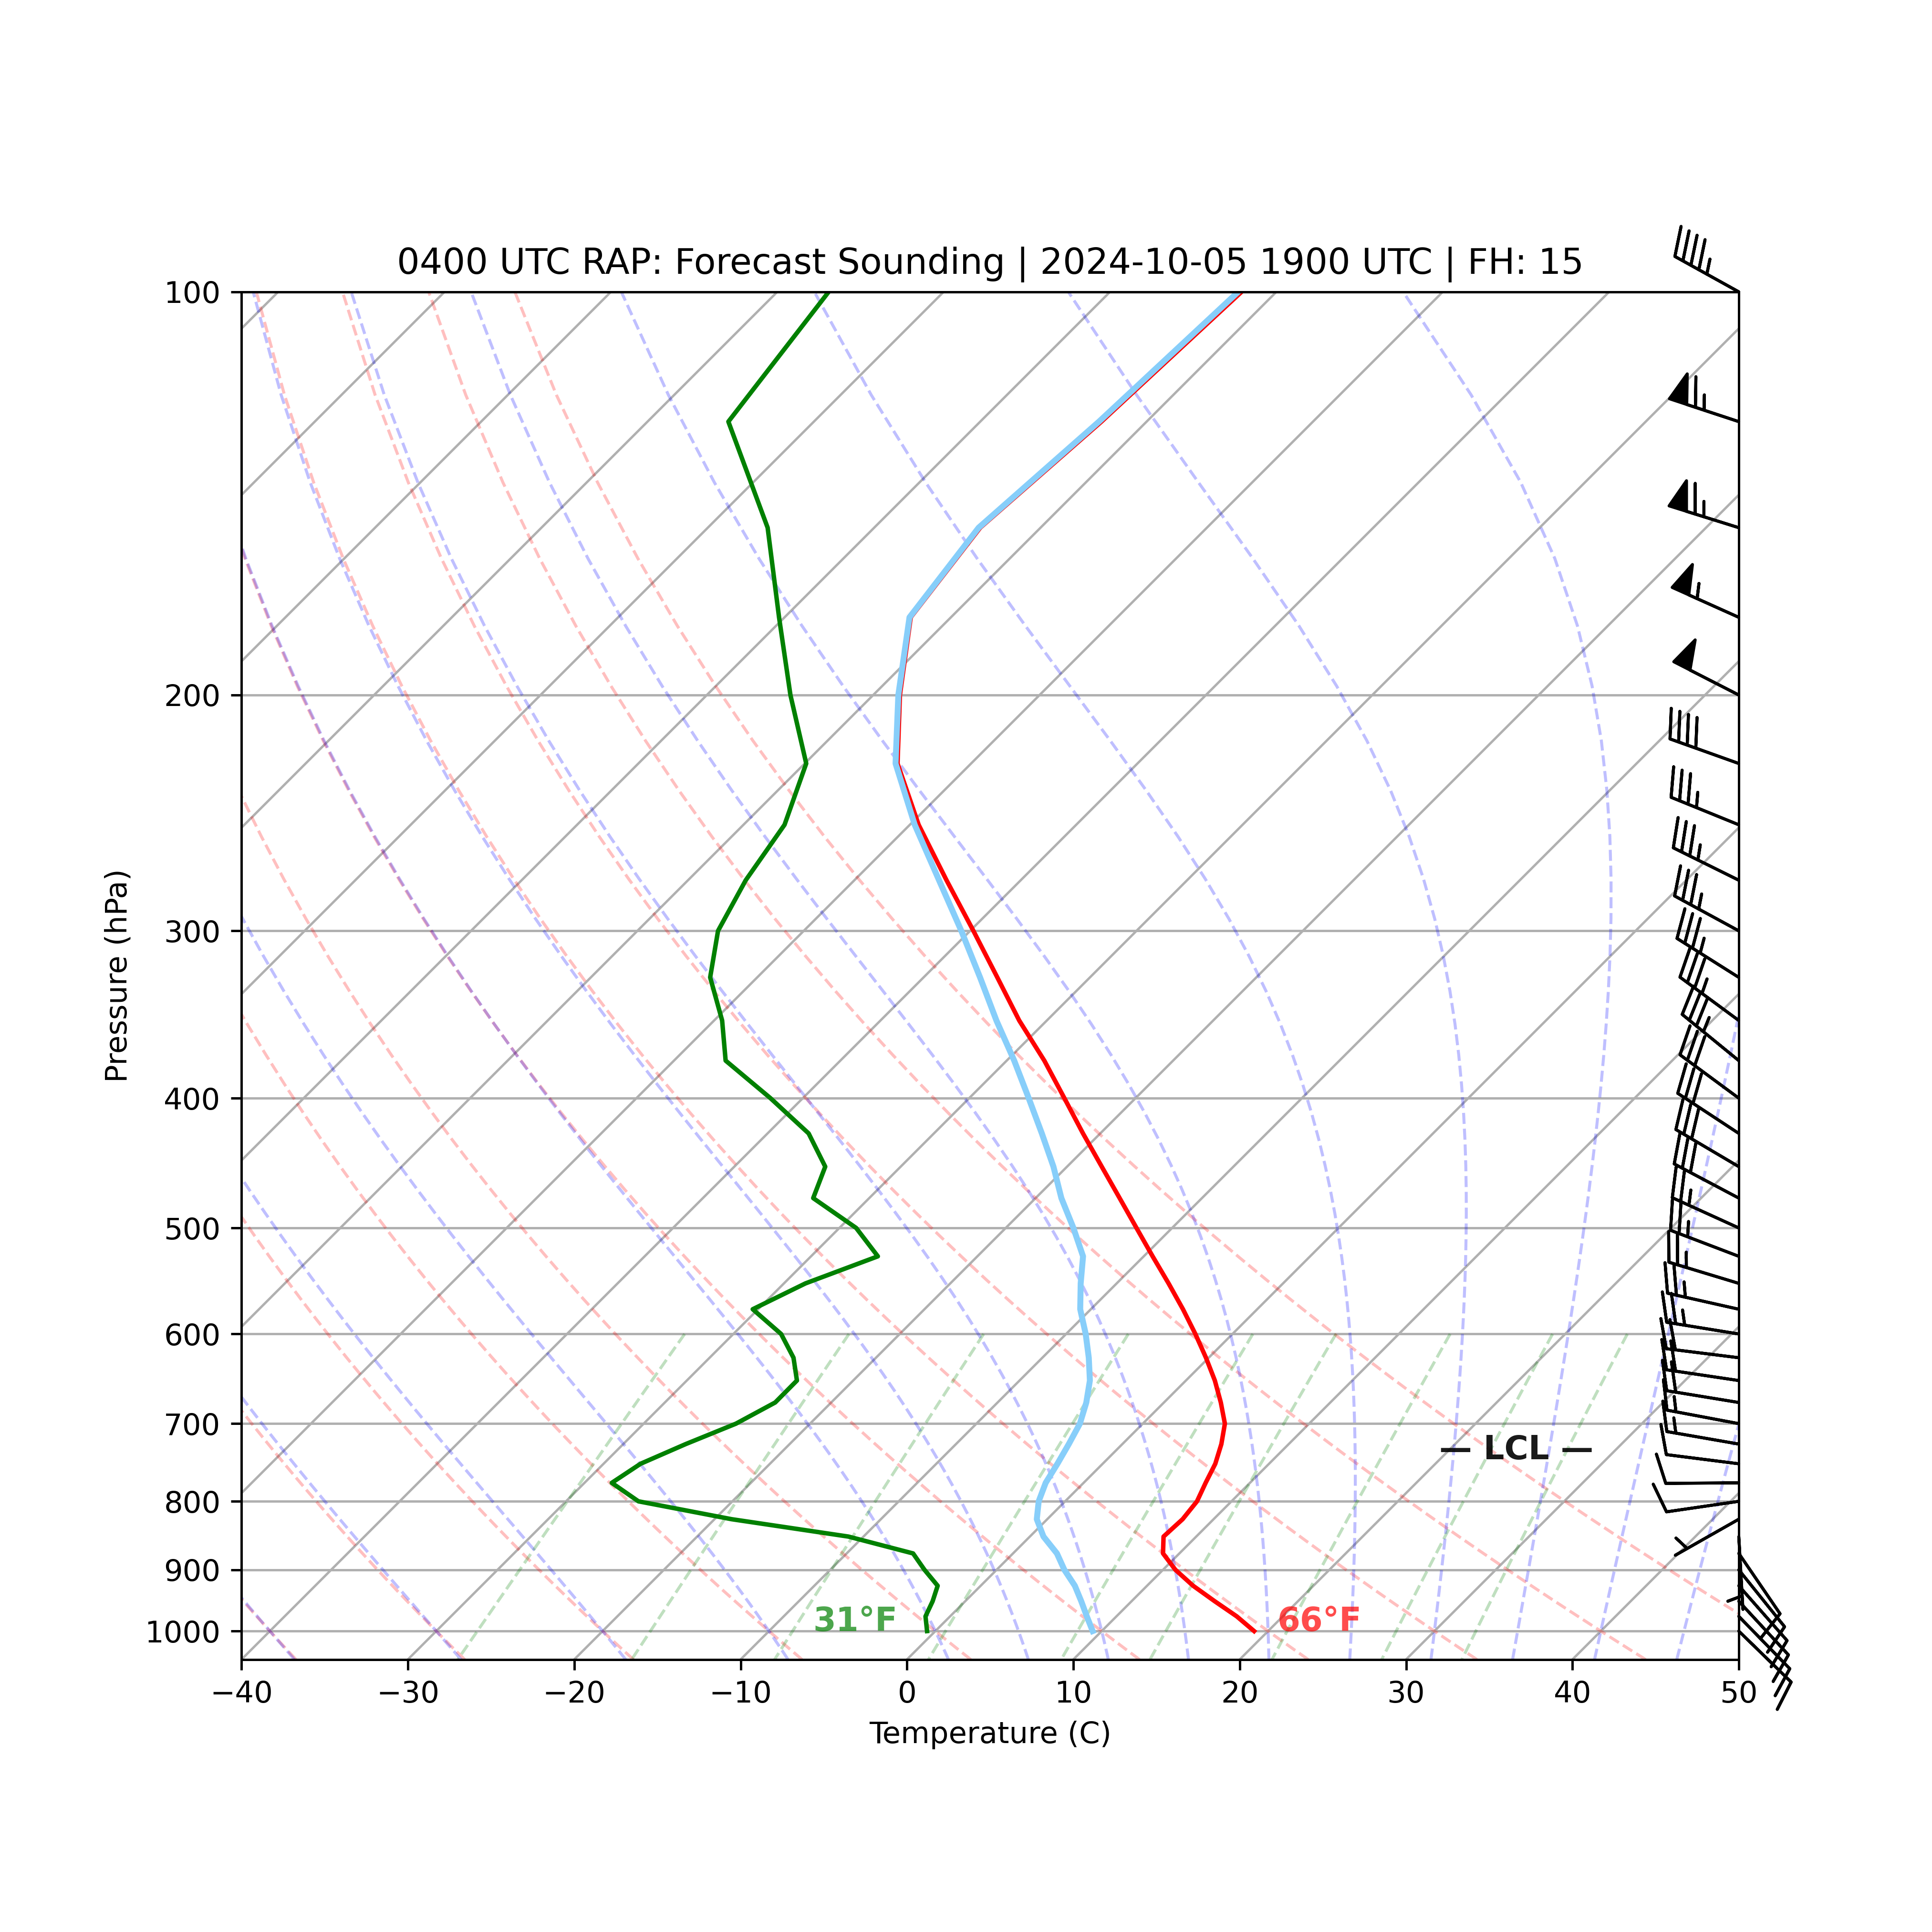 0400 UTC RAP: Forecast Sounding | 2024-10-05 1900 UTC | FH: 15
100
200
300
400
500
600
700
800
900
1000
Pressure (hPa)
— LCL —
31°F
66°F
−40 −30 −20 −10 0 10 20 30 40 50
Temperature (C)